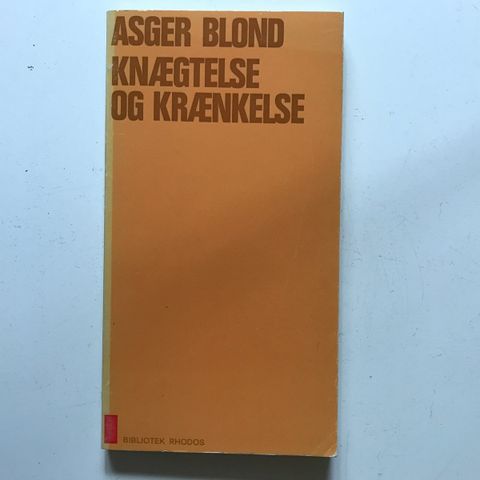 ASGER BLOND
KNÆGTELSE
OG KRÆNKELSE
BIBLIOTEK RHODOS